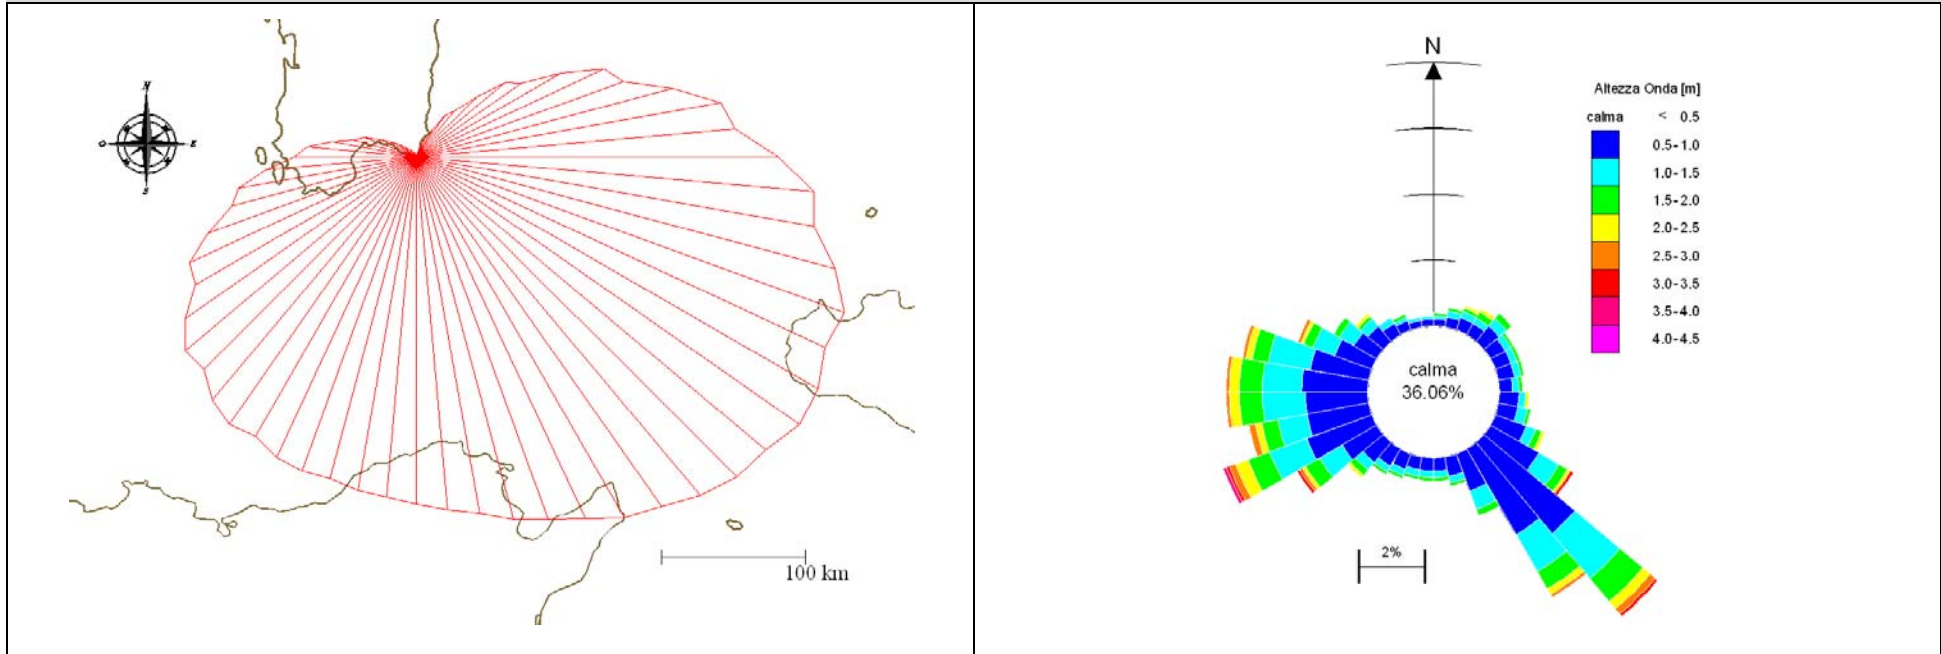 N
O
E
S
100 km
N
Altezza Onda [m]
calma < 0.5
0.5-1.0
1.0-1.5
1.5-2.0
2.0-2.5
2.5-3.0
3.0-3.5
3.5-4.0
4.0-4.5
calma
36.06%
2%